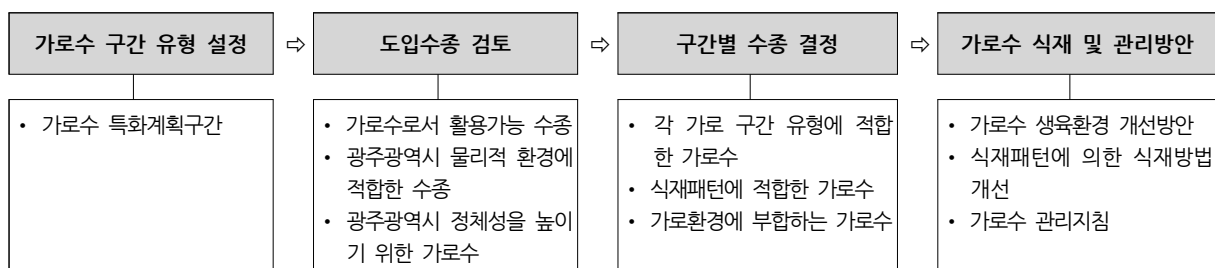 가로수 구간 유형 설정
⇨
도입수종 검토
⇨
구간별 수종 결정
⇨
가로수 식재 및 관리방안
• 가로수 특화계획구간
• 가로수로서 활용가능 수종
• 광주광역시 물리적 환경에
적합한 수종
• 광주광역시 정체성을 높이
기 위한 가로수
• 각 가로 구간 유형에 적합
한 가로수
• 식재패턴에 적합한 가로수
• 가로환경에 부합하는 가로수
• 가로수 생육환경 개선방안
• 식재패턴에 의한 식재방법
개선
• 가로수 관리지침